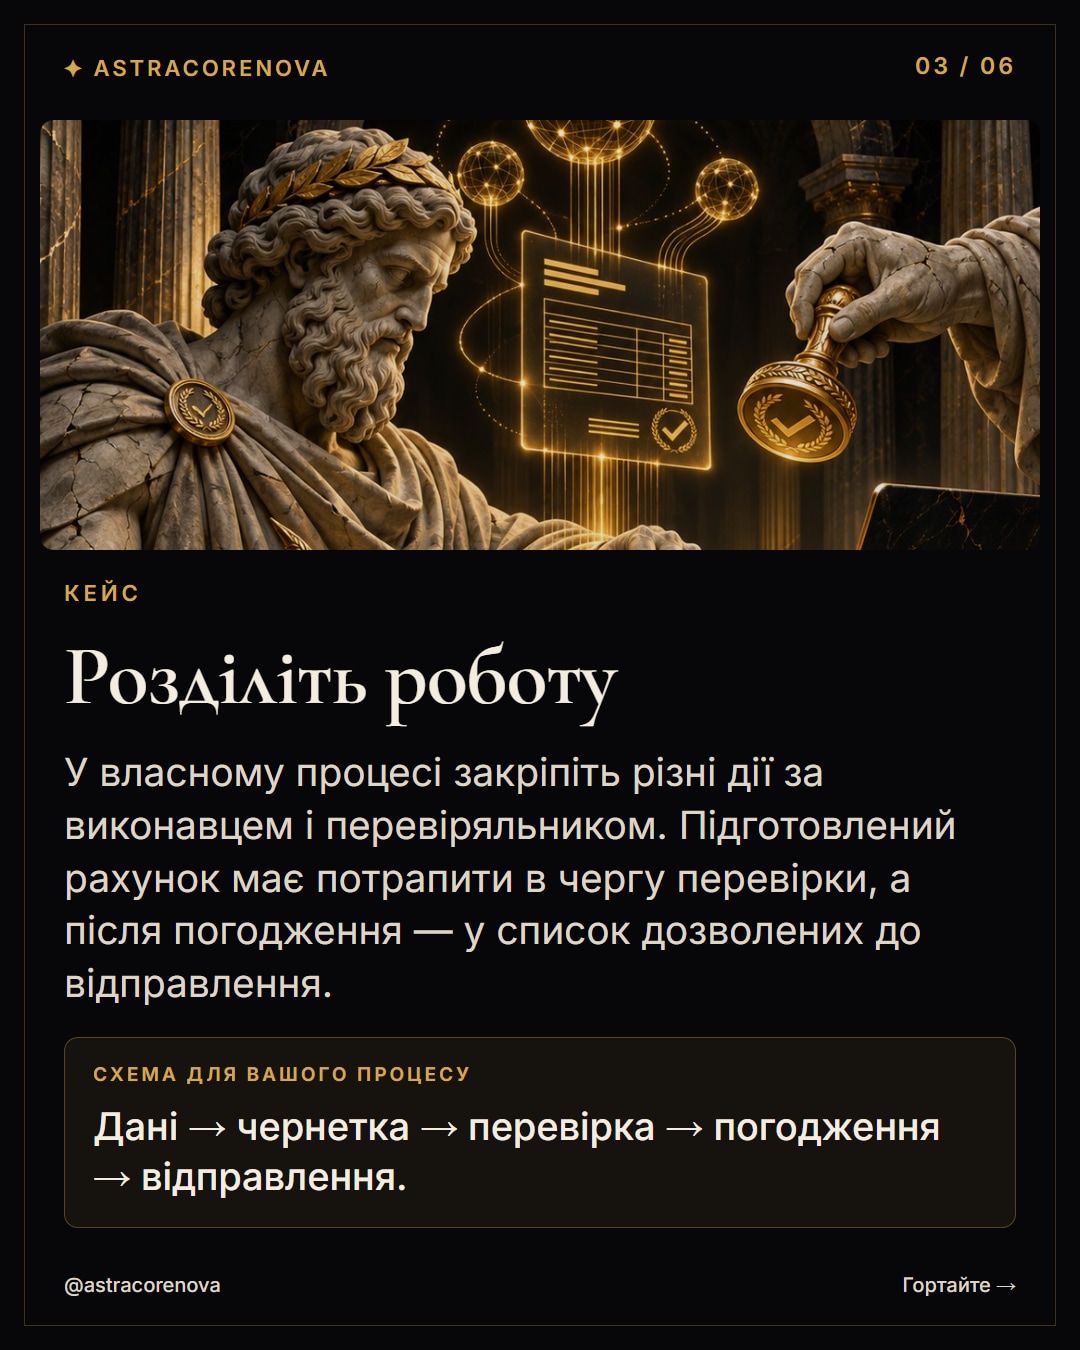 ✦ ASTRACORENOVA
03 / 06
КЕЙС
Розділіть роботу
У власному процесі закріпіть різні дії за
виконавцем і перевіряльником. Підготовлений
рахунок має потрапити в чергу перевірки, а
після погодження — у список дозволених до
відправлення.
СХЕМА ДЛЯ ВАШОГО ПРОЦЕСУ
Дані → чернетка → перевірка → погодження
→ відправлення.
@astracorenova
Гортайте →